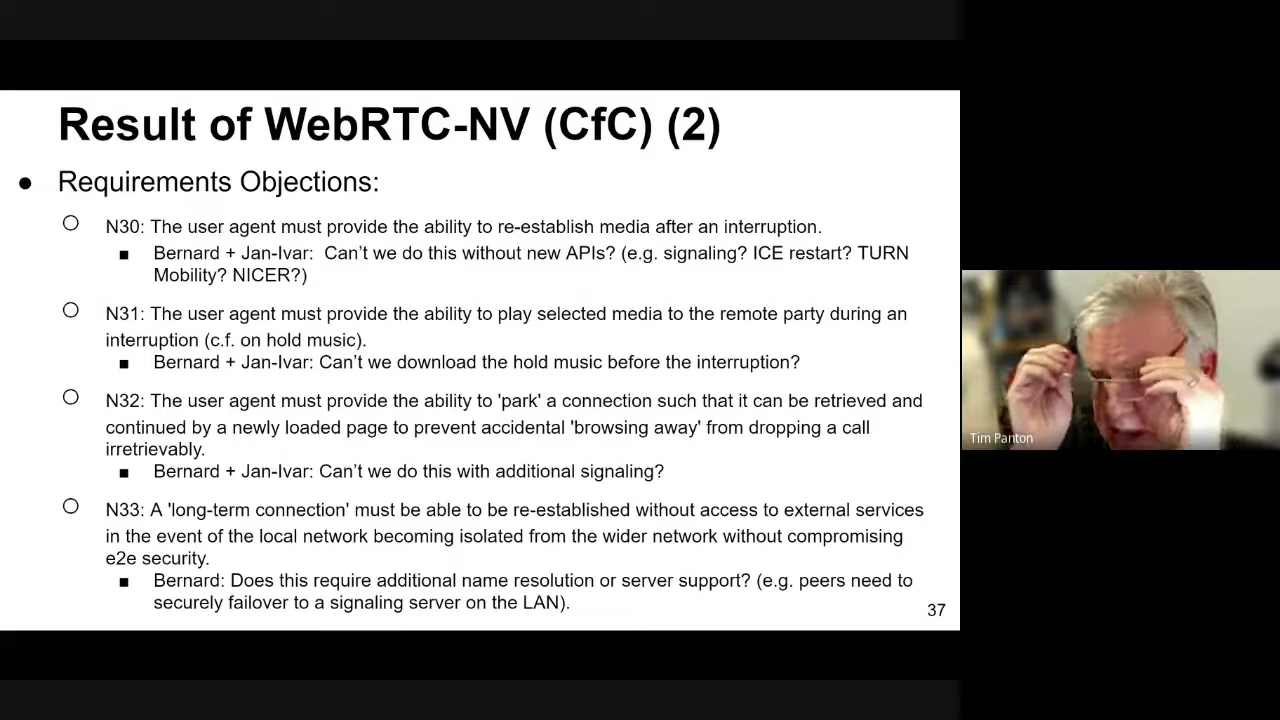 Result of WebRTC-NV (CfC) (2)
● Requirements Objections:
○ N30: The user agent must provide the ability to re-establish media after an interruption.
■ Bernard + Jan-Ivar:  Can’t we do this without new APIs? (e.g. signaling? ICE restart? TURN
Mobility? NICER?)
○ N31: The user agent must provide the ability to play selected media to the remote party during an
interruption (c.f. on hold music).
■ Bernard + Jan-Ivar: Can’t we download the hold music before the interruption?
○ N32: The user agent must provide the ability to 'park' a connection such that it can be retrieved and
continued by a newly loaded page to prevent accidental 'browsing away' from dropping a call
irretrievably.
■ Bernard + Jan-Ivar: Can’t we do this with additional signaling?
○ N33: A 'long-term connection' must be able to be re-established without access to external services
in the event of the local network becoming isolated from the wider network without compromising
e2e security.
■ Bernard: Does this require additional name resolution or server support? (e.g. peers need to
securely failover to a signaling server on the LAN).
37
Tim Panton